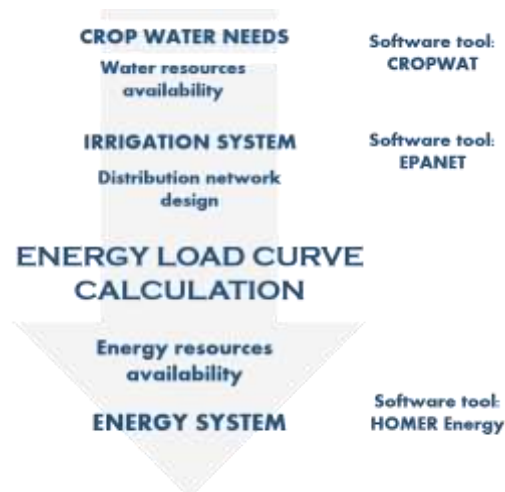 CROP WATER NEEDS
Software tool:
CROPWAT
Water resources
availability
IRRIGATION SYSTEM
Software tool:
EPANET
Distribution network
design
ENERGY LOAD CURVE
CALCULATION
Energy resources
availability
ENERGY SYSTEM
Software tool:
HOMER Energy